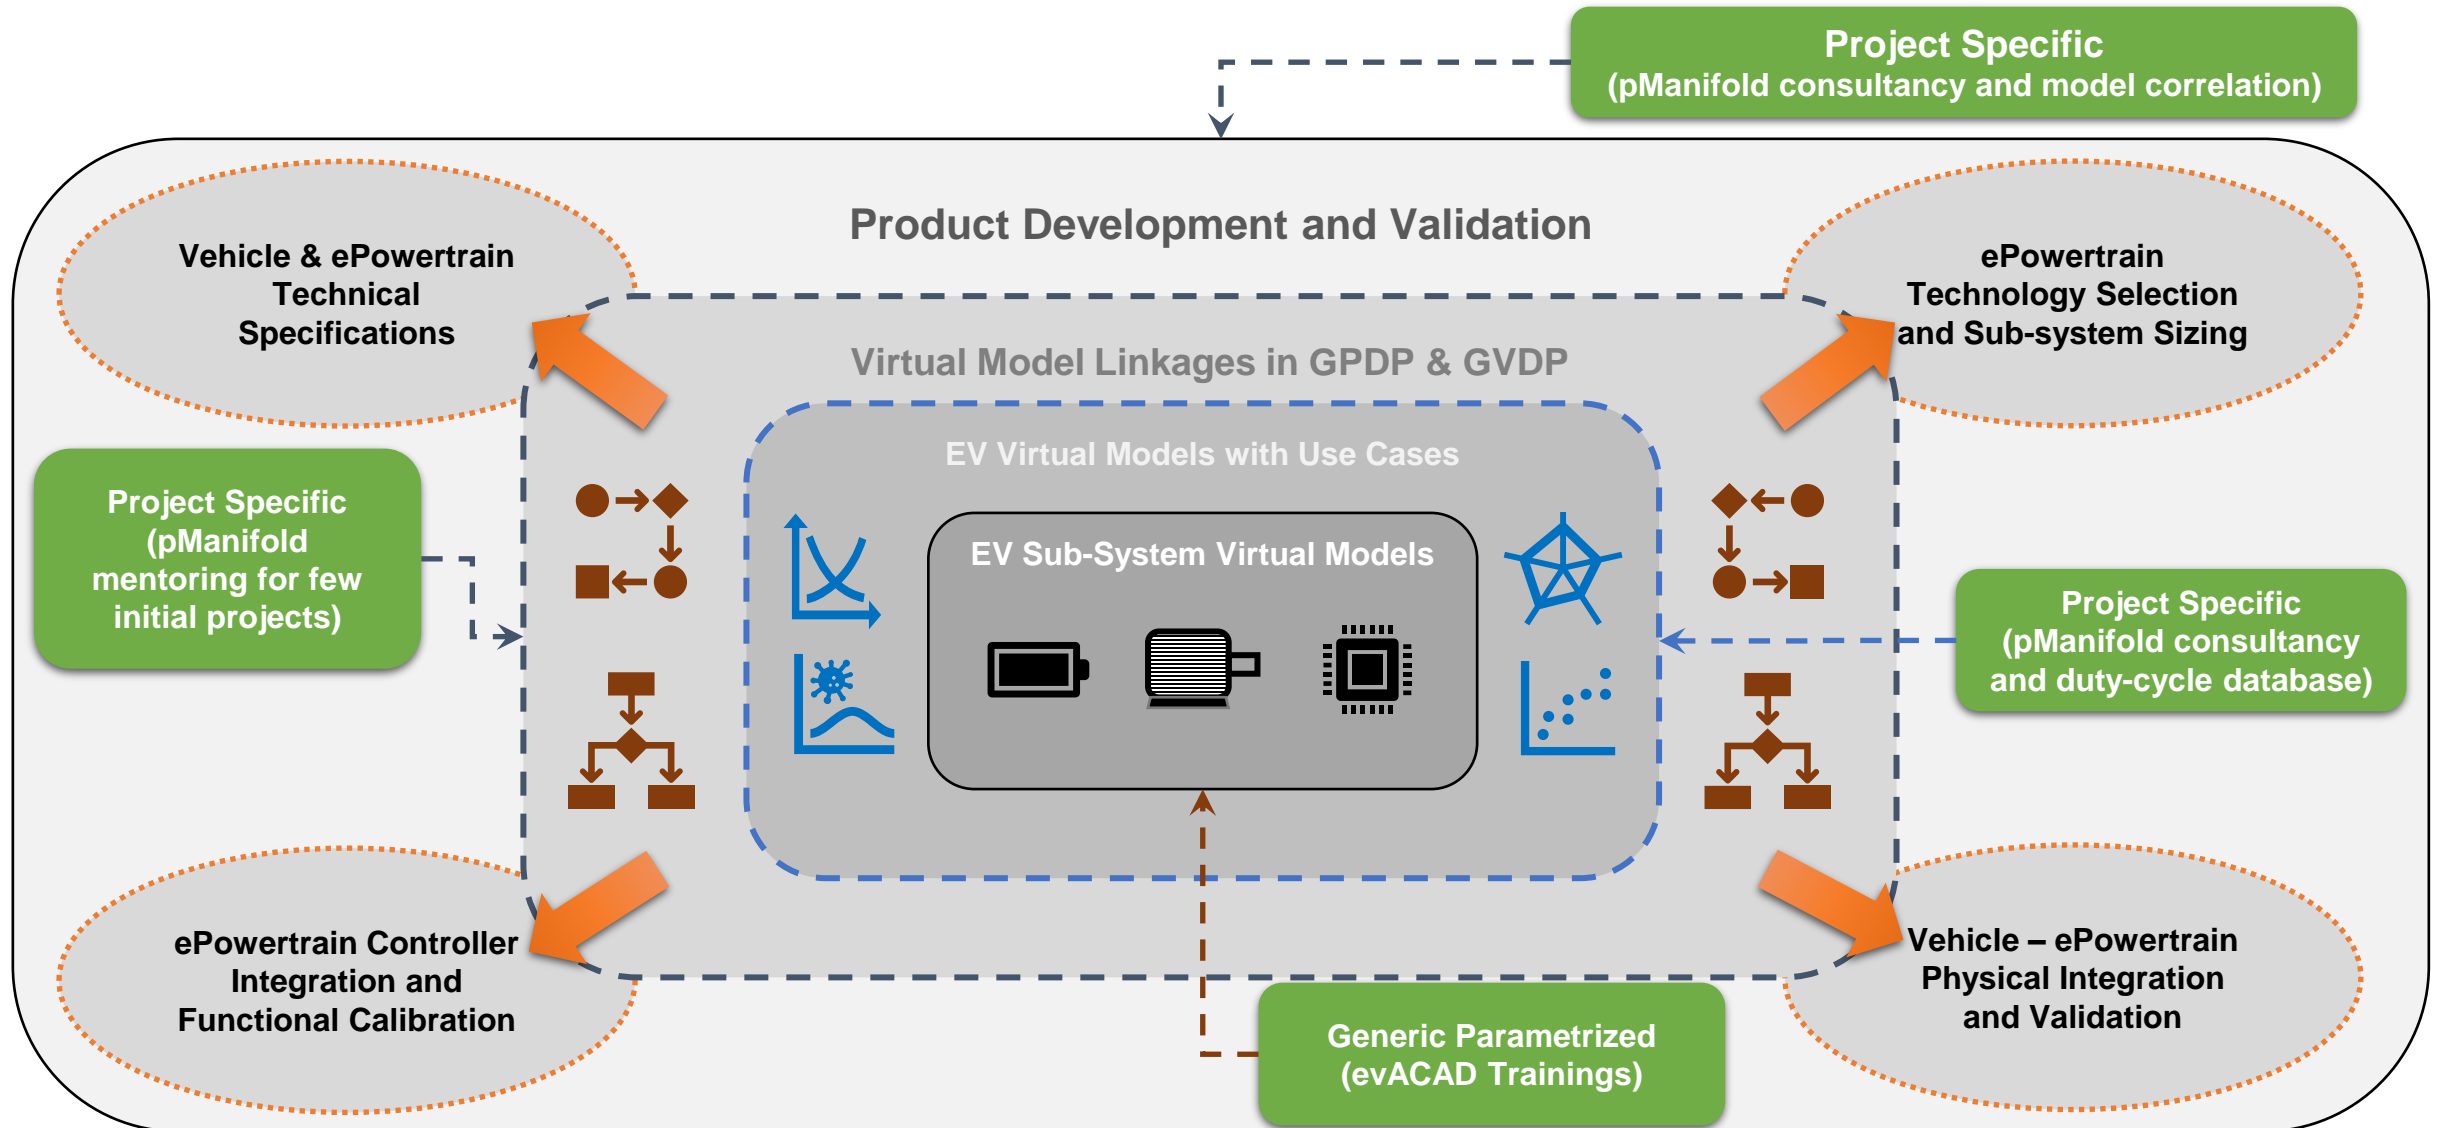 Project Specific
(pManifold consultancy and model correlation)
Product Development and Validation
Vehicle & ePowertrain
Technical
Specifications
ePowertrain
Technology Selection
and Sub-system Sizing
Virtual Model Linkages in GPDP & GVDP
EV Virtual Models with Use Cases
Project Specific
(pManifold
mentoring for few
initial projects)
EV Sub-System Virtual Models
Project Specific
(pManifold consultancy
and duty-cycle database)
ePowertrain Controller
Integration and
Functional Calibration
Vehicle – ePowertrain
Physical Integration
and Validation
Generic Parametrized
(evACAD Trainings)